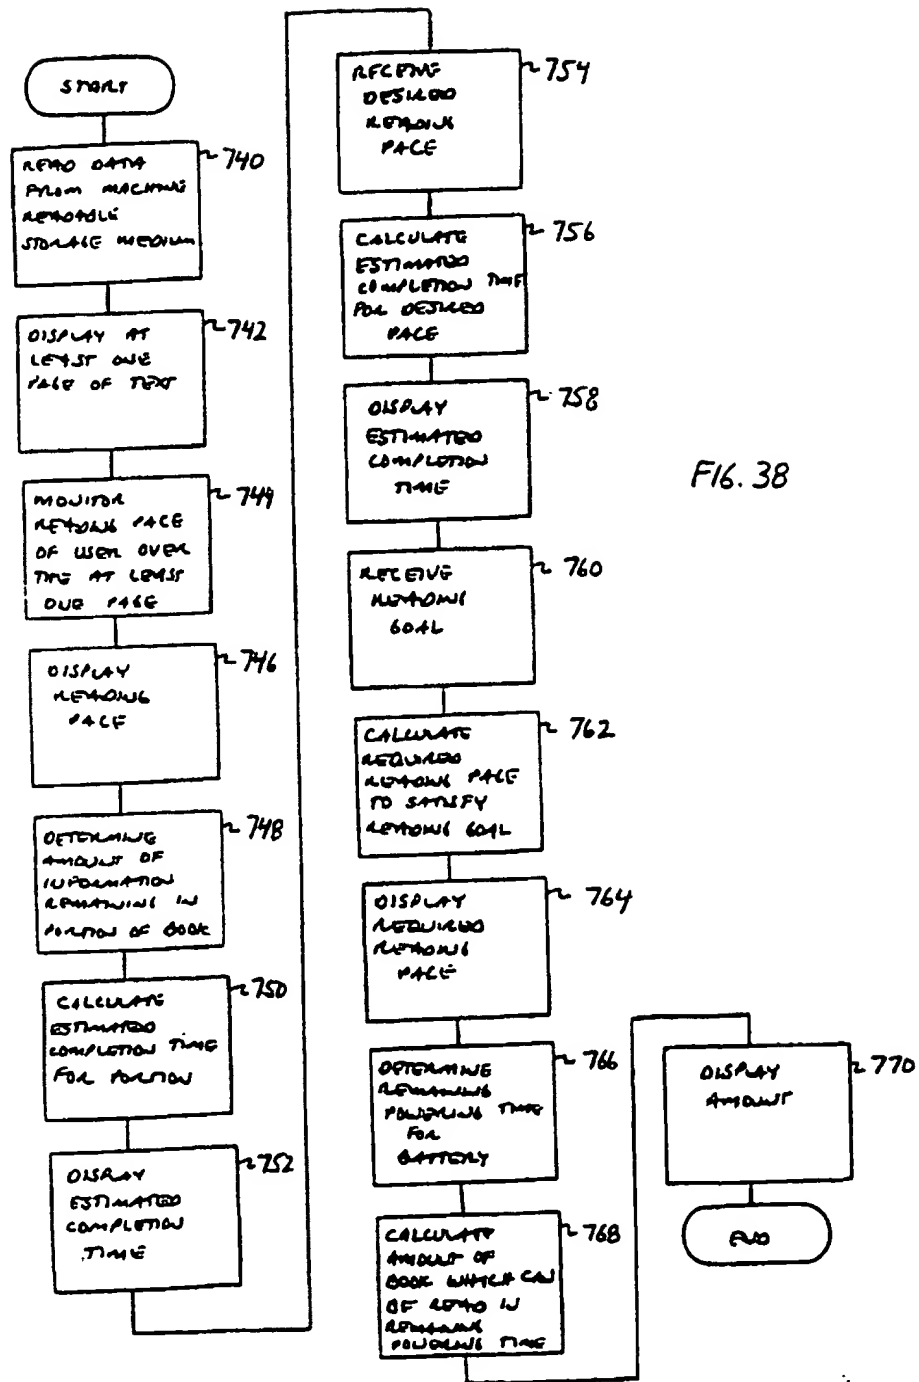 START
READ DATA
FROM MACHINE
READABLE
STORAGE MEDIUM
740
DISPLAY AT
LEAST ONE
PAGE OF TEXT
742
MONITOR
READING PACE
OF USER OVER
THE AT LEAST
ONE PAGE
744
DISPLAY
READING
PACE
746
DETERMINE
AMOUNT OF
INFORMATION
REMAINING IN
PORTION OF BOOK
748
CALCULATE
ESTIMATED
COMPLETION TIME
FOR PORTION
750
DISPLAY
ESTIMATED
COMPLETION
TIME
752
RECEIVE
DESIRED
READING
PACE
754
CALCULATE
ESTIMATED
COMPLETION TIME
FOR DESIRED
PACE
756
DISPLAY
ESTIMATED
COMPLETION
TIME
758
RECEIVE
READING
GOAL
760
CALCULATE
REQUIRED
READING PACE
TO SATISFY
READING GOAL
762
DISPLAY
REQUIRED
READING
PACE
764
DETERMINE
REMAINING
POWERING TIME
FOR
BATTERY
766
CALCULATE
AMOUNT OF
BOOK WHICH CAN
BE READ IN
REMAINING
POWERING TIME
768
DISPLAY
AMOUNT
770
END
FIG. 38